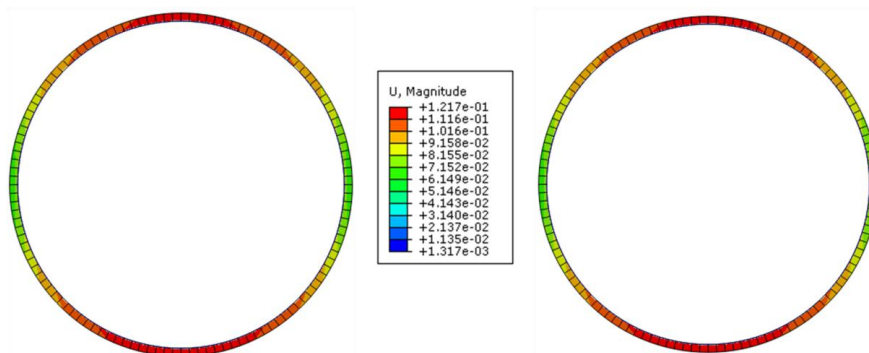 U, Magnitude
+1.217e-01
+1.116e-01
+1.016e-01
+9.158e-02
+8.155e-02
+7.152e-02
+6.149e-02
+5.146e-02
+4.143e-02
+3.140e-02
+2.137e-02
+1.135e-02
+1.317e-03